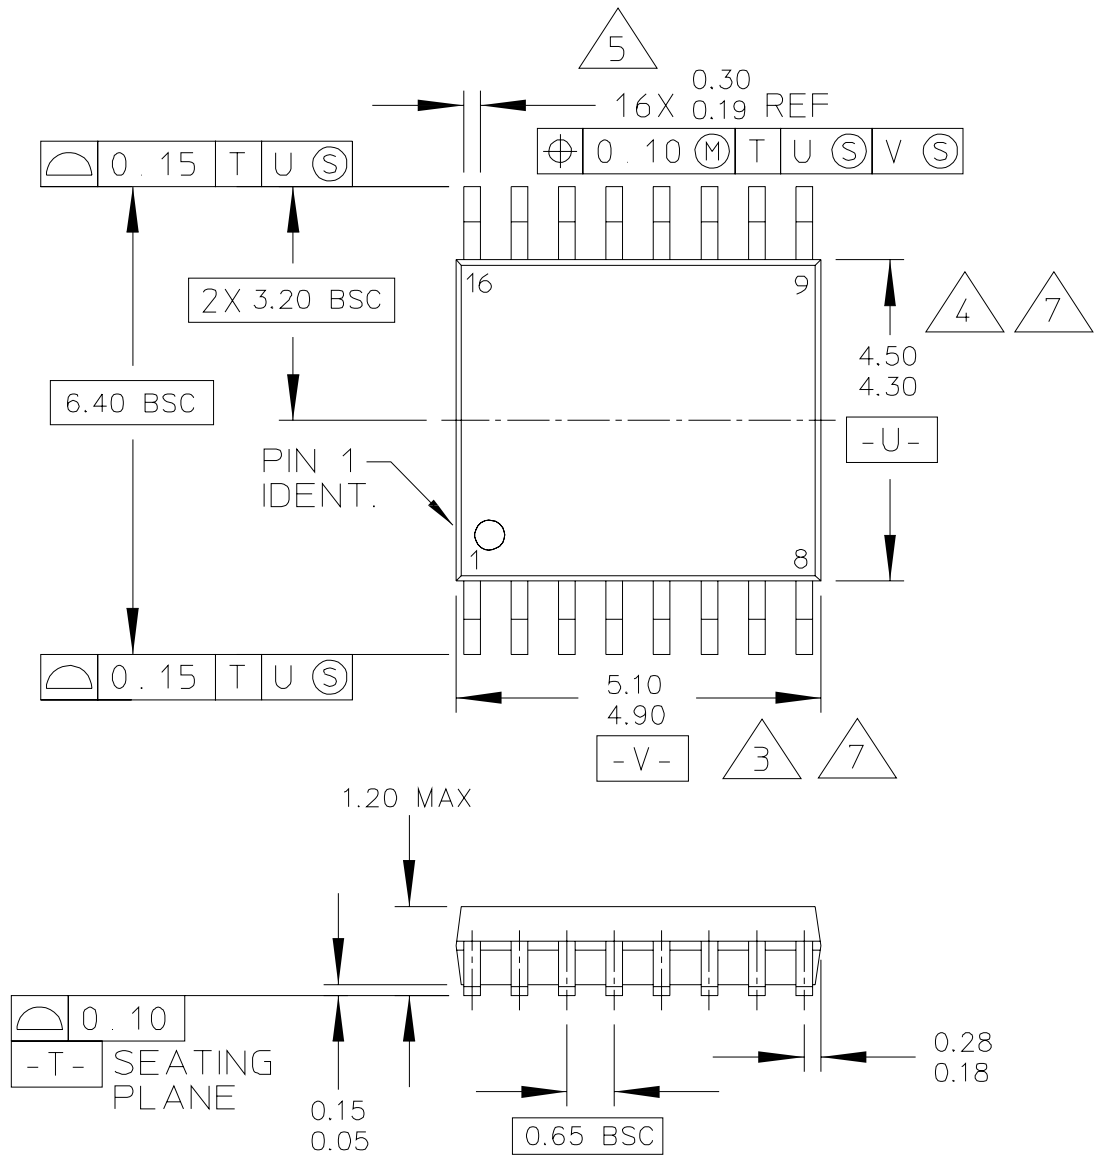 5
0.30
16X 0.19 REF
0.15 T U Ⓢ
0.10 Ⓜ T U Ⓢ V Ⓢ
16
9
2X 3.20 BSC
4
7
4.50
4.30
6.40 BSC
-U-
PIN 1
IDENT.
1
8
0.15 T U Ⓢ
5.10
4.90
-V-
3
7
1.20 MAX
0.10
-T- SEATING
PLANE
0.15
0.05
0.65 BSC
0.28
0.18